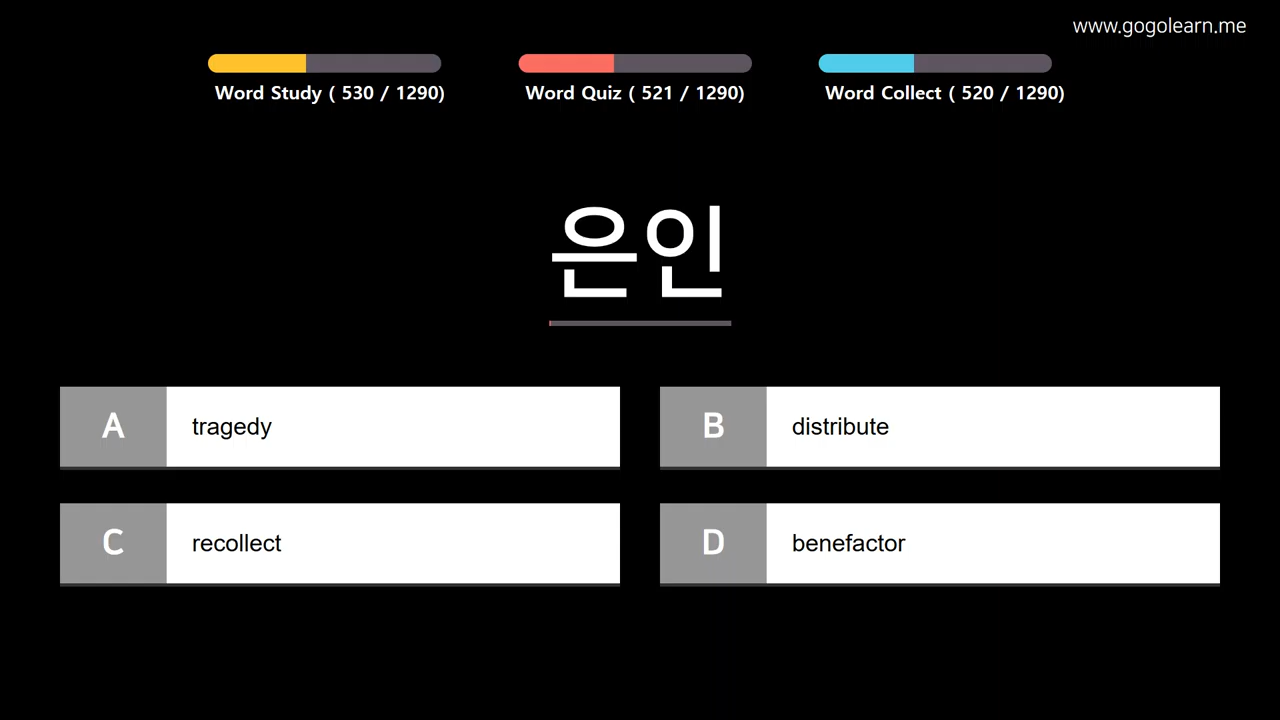 www.gogolearn.me
Word Study ( 530 / 1290)
Word Quiz ( 521 / 1290)
Word Collect ( 520 / 1290)
은인
A tragedy
B distribute
C recollect
D benefactor